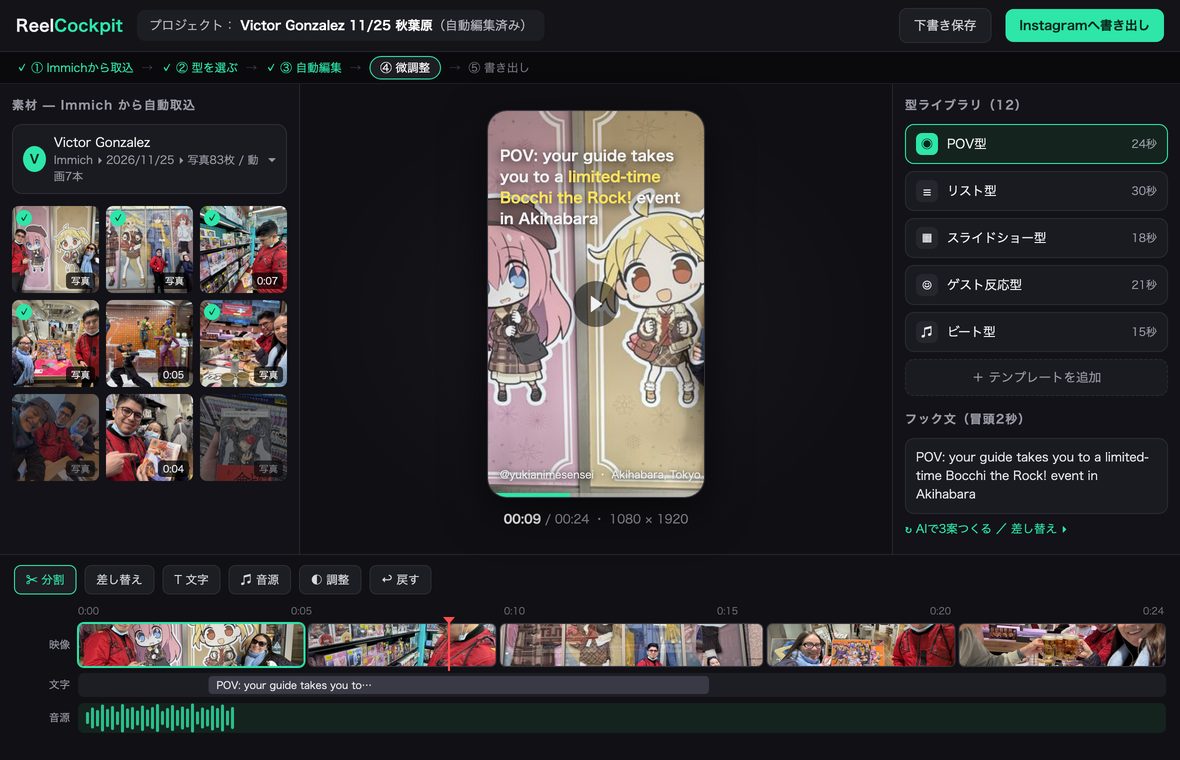 ReelCockpit
プロジェクト： Victor Gonzalez 11/25 秋葉原（自動編集済み）
下書き保存
Instagramへ書き出し
✓ ① Immichから取込 → ✓ ② 型を選ぶ → ✓ ③ 自動編集 → ④ 微調整 → ⑤ 書き出し
素材 — Immich から自動取込
V
Victor Gonzalez
Immich ▸ 2026/11/25 ▸ 写真83枚 / 動
画7本
写真
写真
0:07
写真
0:05
写真
写真
0:04
写真
POV: your guide takes
you to a limited-time
Bocchi the Rock! event
in Akihabara
@yukianimesensei ・ Akihabara, Tokyo
00:09 / 00:24 ・ 1080 × 1920
型ライブラリ（12）
POV型 24秒
リスト型 30秒
スライドショー型 18秒
ゲスト反応型 21秒
ビート型 15秒
＋ テンプレートを追加
フック文（冒頭2秒）
POV: your guide takes you to a limited-
time Bocchi the Rock! event in
Akihabara
↻ AIで3案つくる ／ 差し替え ▸
✂ 分割
差し替え
T 文字
♫ 音源
◐ 調整
↩ 戻す
0:00 0:05 0:10 0:15 0:20 0:24
映像
文字
POV: your guide takes you to…
音源